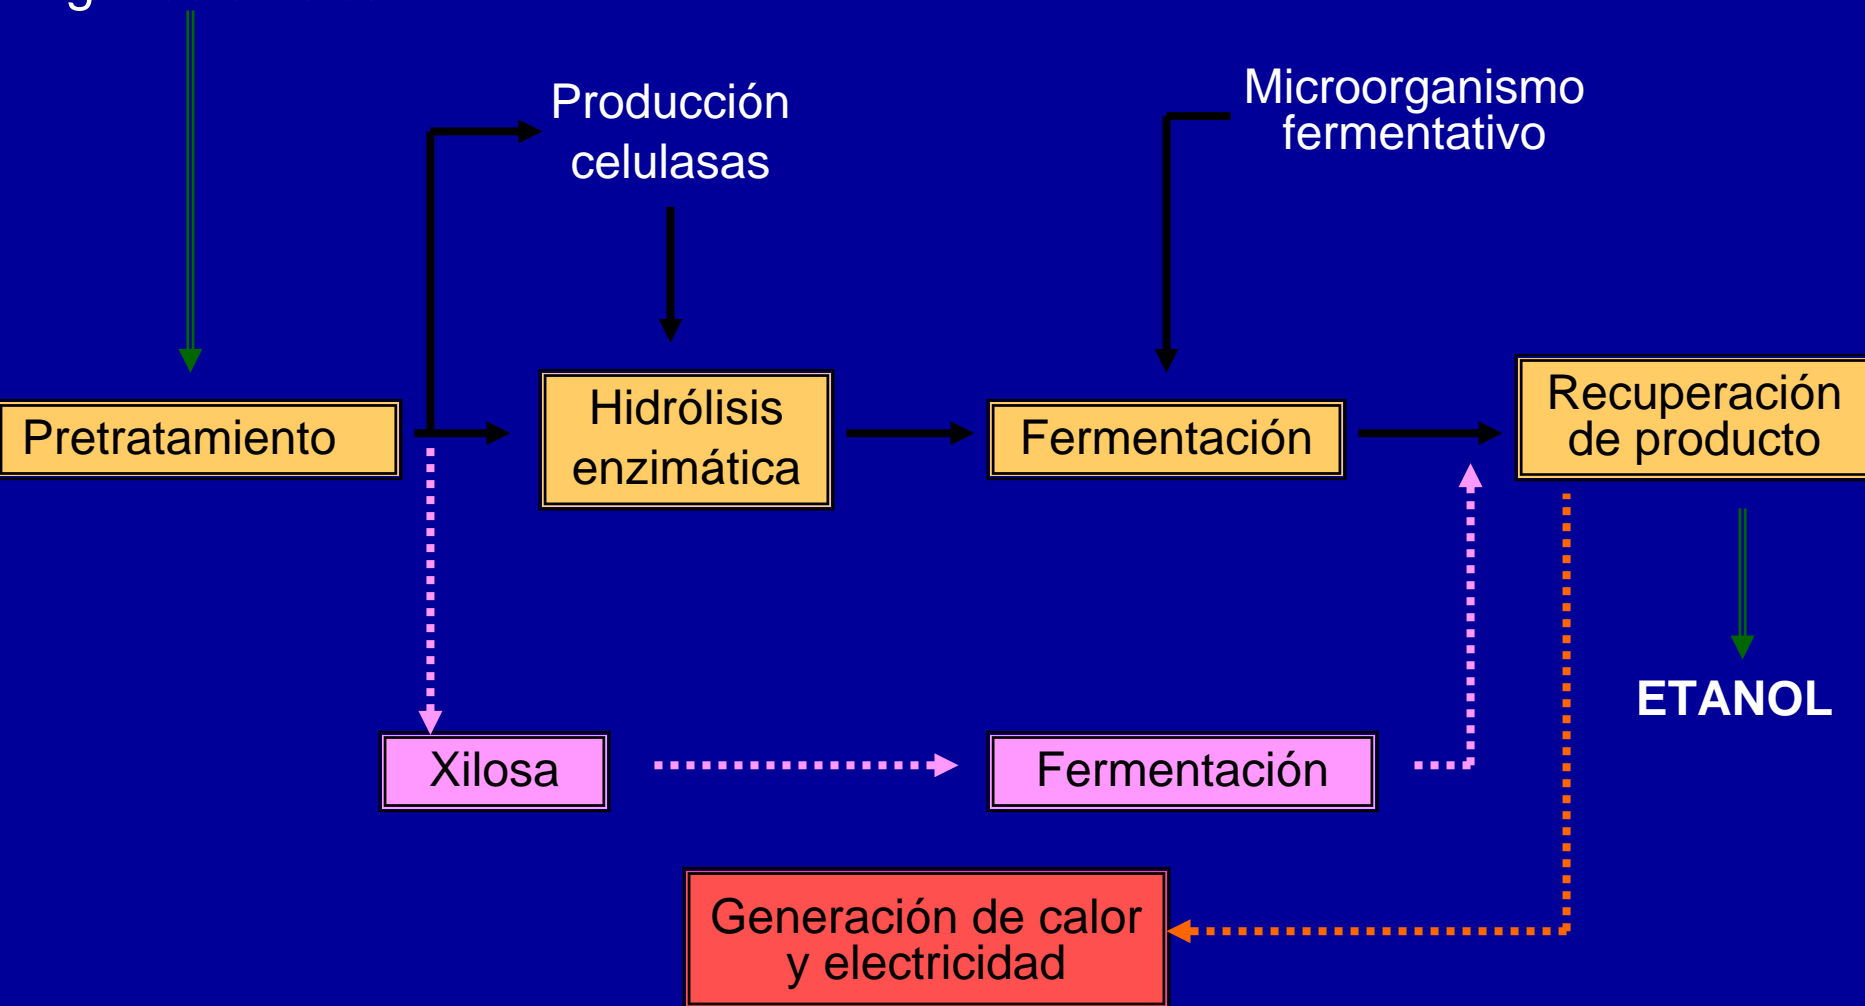 Producción
celulasas
Microorganismo
fermentativo
Pretratamiento
Hidrólisis
enzimática
Fermentación
Recuperación
de producto
ETANOL
Xilosa
Fermentación
Generación de calor
y electricidad